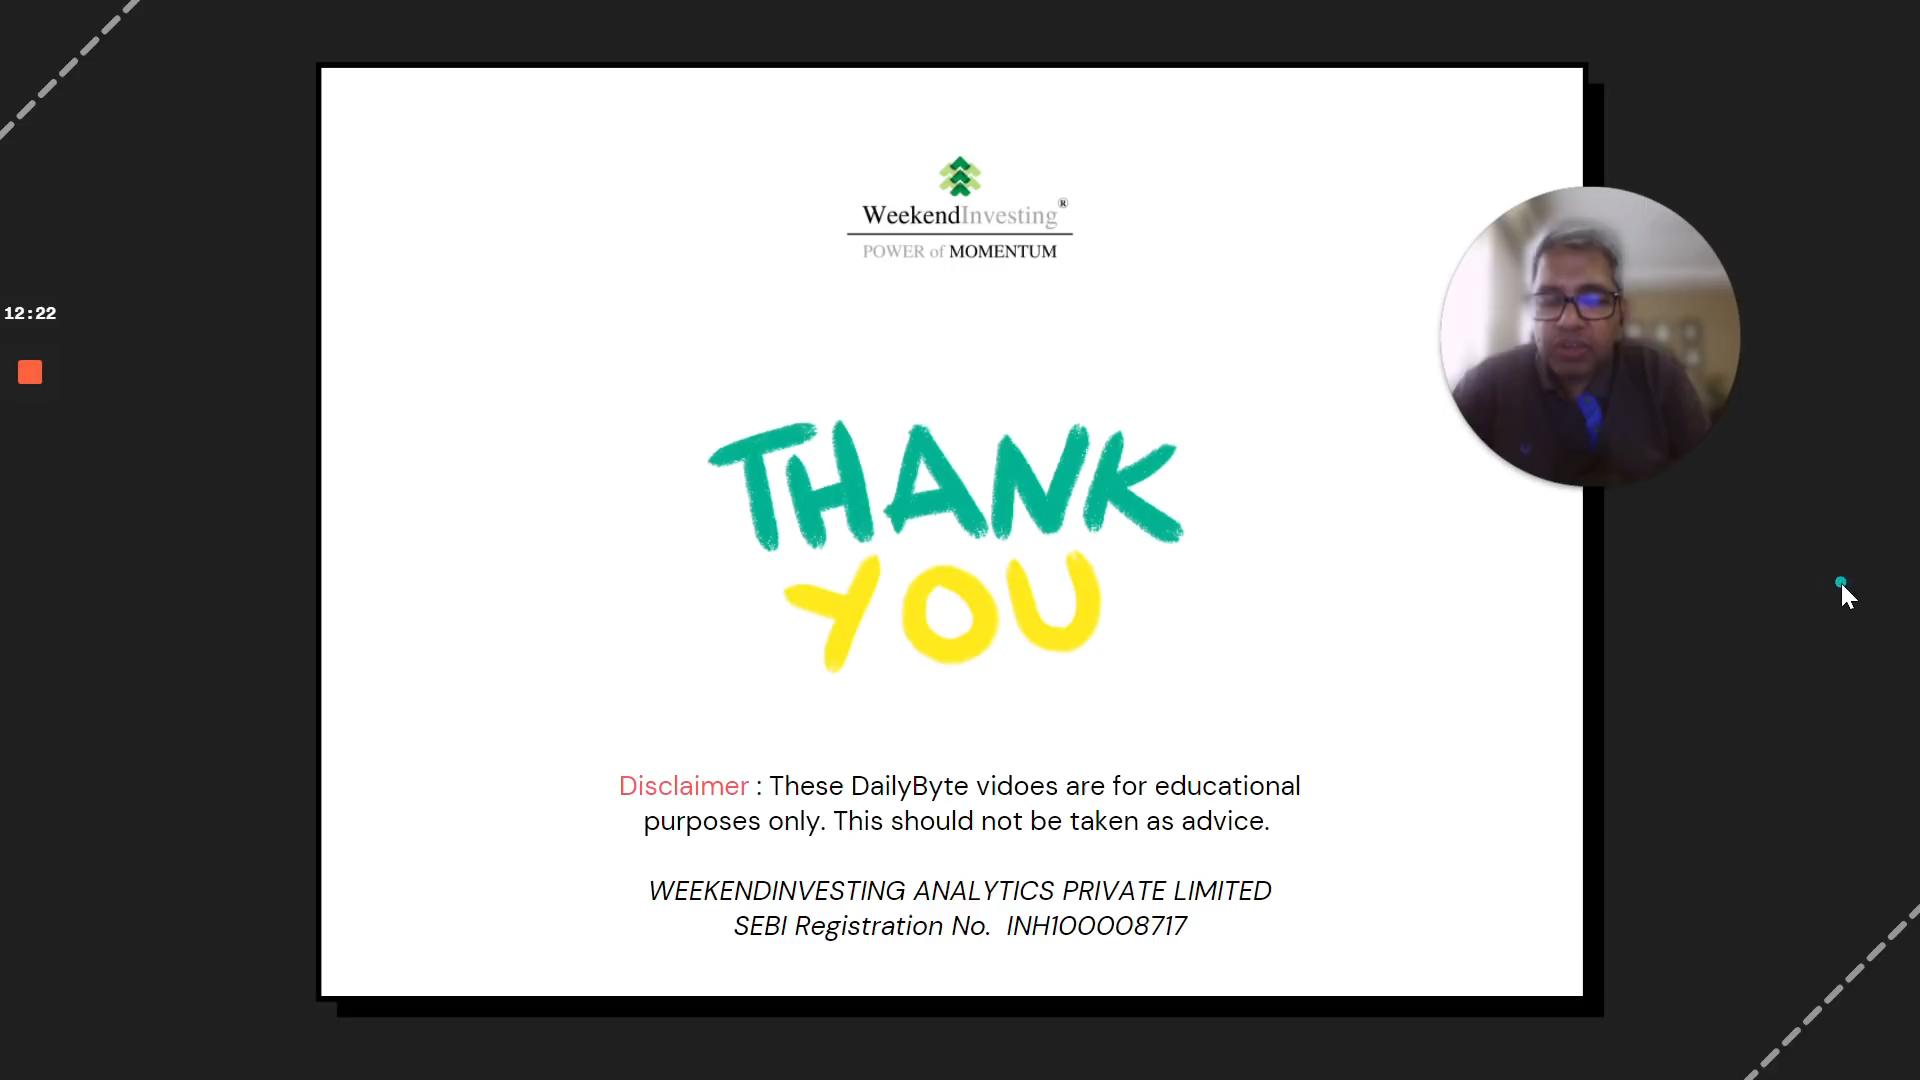 WeekendInvesting®
POWER of MOMENTUM
12:22
THANK
YOU
Disclaimer : These DailyByte vidoes are for educational
purposes only. This should not be taken as advice.
WEEKENDINVESTING ANALYTICS PRIVATE LIMITED
SEBI Registration No. INH100008717